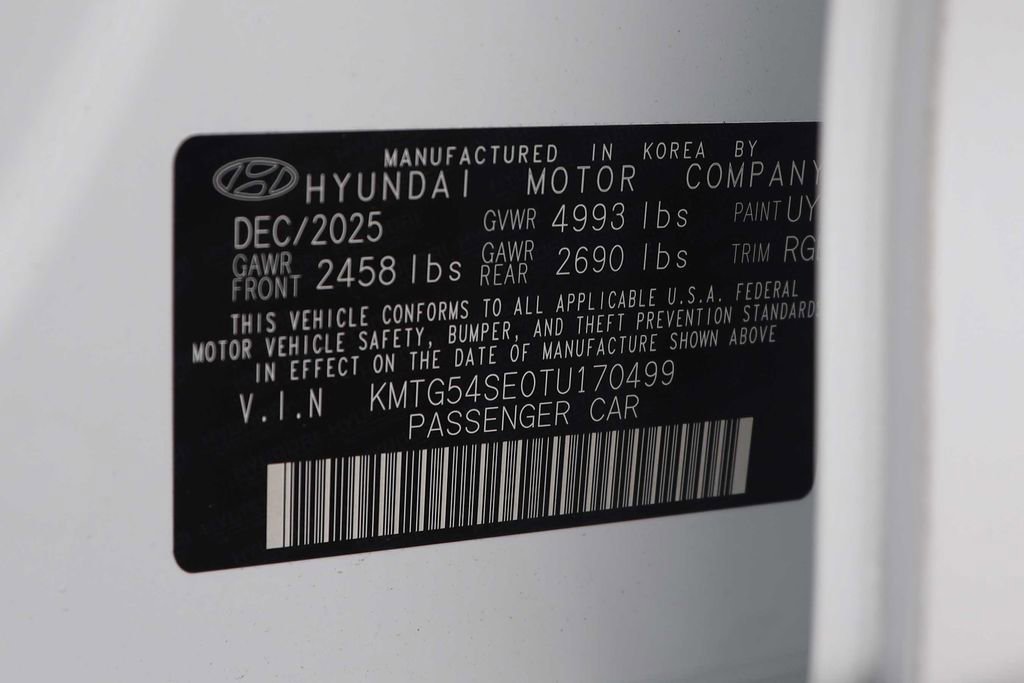 MANUFACTURED IN KOREA BY
HYUNDAI MOTOR COMPANY
DEC/2025 GVWR 4993 lbs PAINT UY
GAWR FRONT 2458 lbs GAWR REAR 2690 lbs TRIM RG
THIS VEHICLE CONFORMS TO ALL APPLICABLE U.S.A. FEDERAL
MOTOR VEHICLE SAFETY, BUMPER, AND THEFT PREVENTION STANDARDS
IN EFFECT ON THE DATE OF MANUFACTURE SHOWN ABOVE
V.I.N KMTG54SE0TU170499
PASSENGER CAR